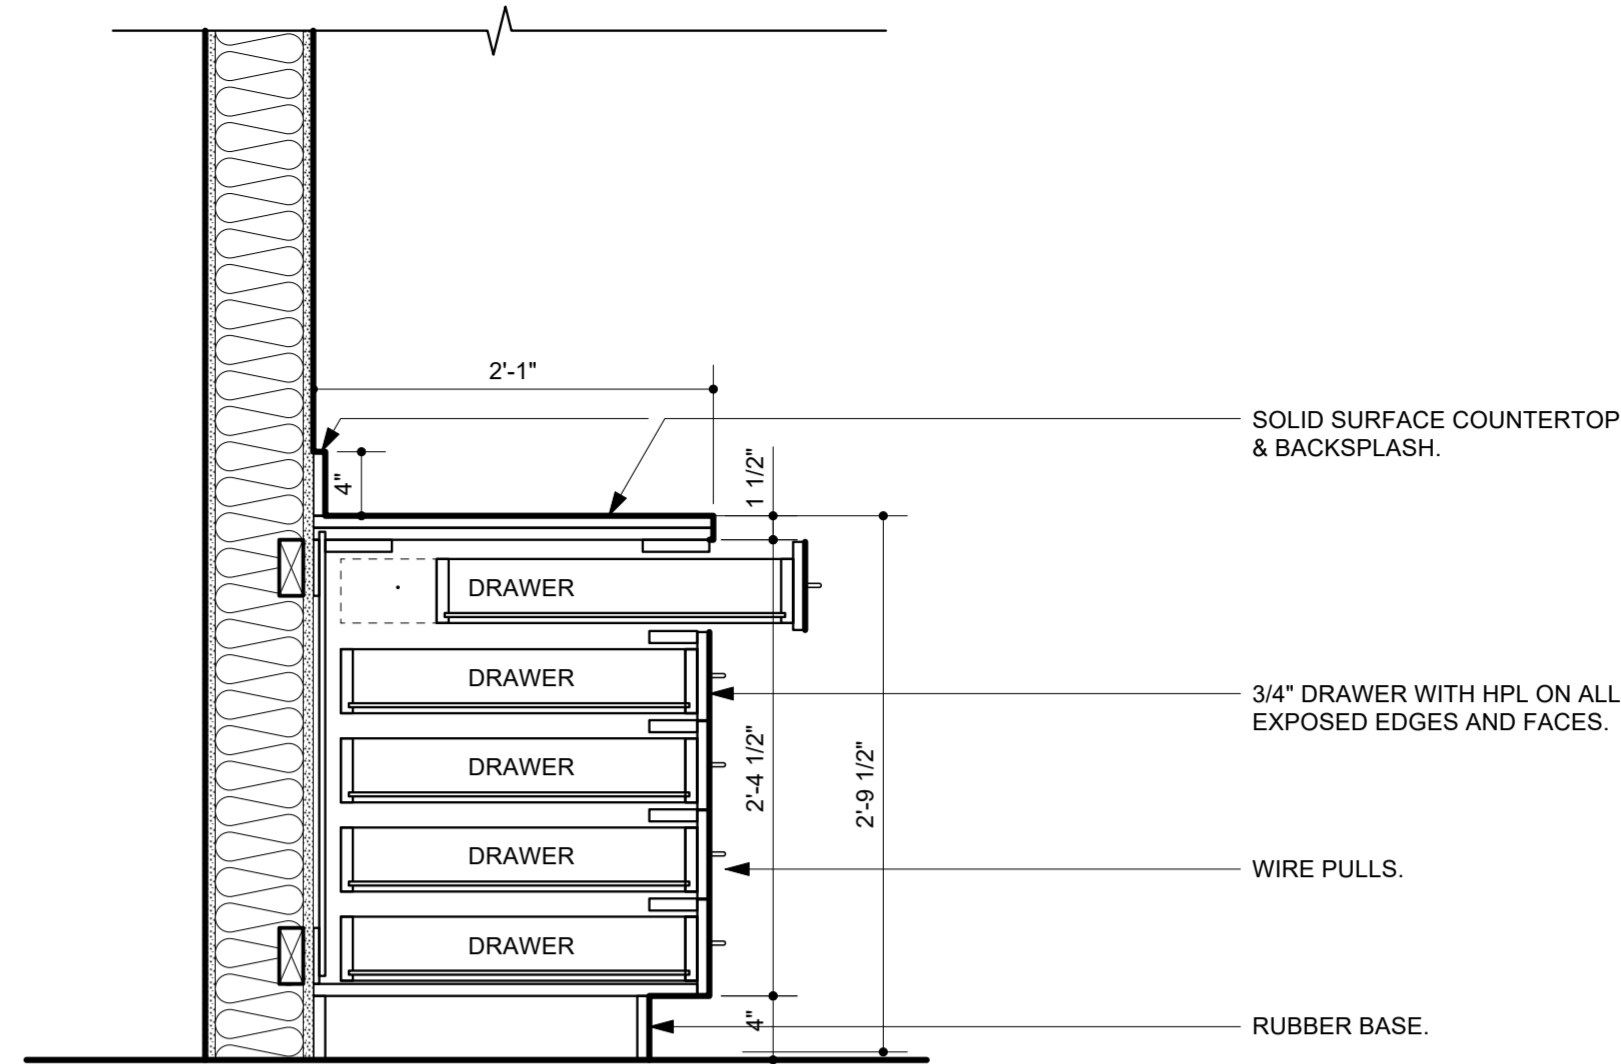 2'-1"
SOLID SURFACE COUNTERTOP
& BACKSPLASH.
4"
1 1/2"
DRAWER
DRAWER
3/4" DRAWER WITH HPL ON ALL
EXPOSED EDGES AND FACES.
DRAWER
2'-4 1/2"
2'-9 1/2"
DRAWER
WIRE PULLS.
DRAWER
4"
RUBBER BASE.